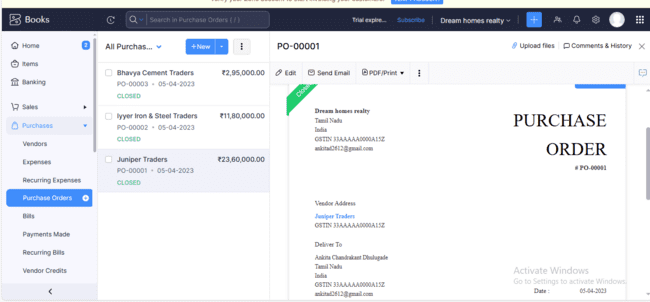 Books
Search in Purchase Orders ( / )
Trial expire...
Subscribe
Dream homes realty
Home
2
Items
Banking
Sales
Purchases
Vendors
Expenses
Recurring Expenses
Purchase Orders
Bills
Payments Made
Recurring Bills
Vendor Credits
All Purchas...
+New
Bhavya Cement Traders ₹2,95,000.00
PO-00003 • 05-04-2023
CLOSED
Iyyer Iron & Steel Traders ₹11,80,000.00
PO-00002 • 05-04-2023
CLOSED
Juniper Traders ₹23,60,000.00
PO-00001 • 05-04-2023
CLOSED
PO-00001
Upload files
Comments & History
Edit
Send Email
PDF/Print
Dream homes realty
Tamil Nadu
India
GSTIN 33AAAAA0000A15Z
ankitad2612@gmail.com
PURCHASE
ORDER
# PO-00001
Vendor Address
Juniper Traders
GSTIN 33AAAAA0000A15Z
Deliver To
Ankita Chandrakant Dhulugade
Tamil Nadu
India
GSTIN 33AAAAA0000A15Z
ankitad2612@gmail.com
Activate Windows
Go to Settings to activate Windows.
Date : 05-04-2023